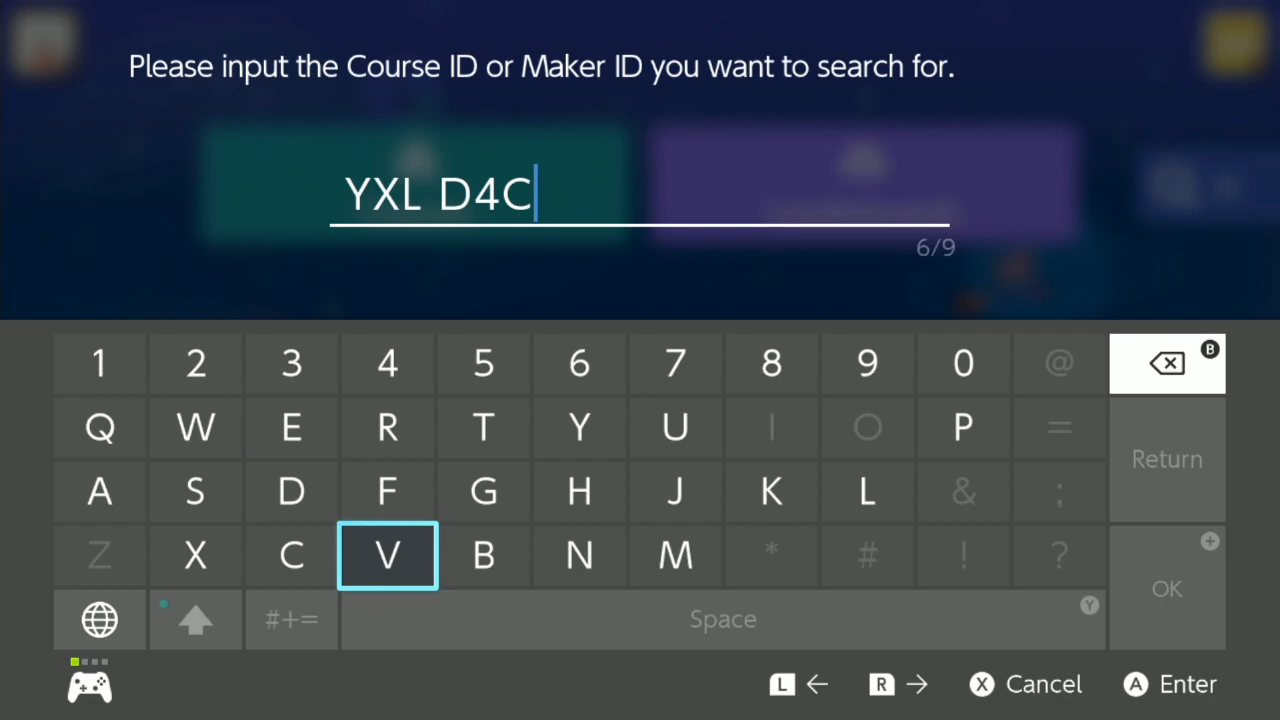 Please input the Course ID or Maker ID you want to search for.
YXL D4C
6/9
1 2 3 4 5 6 7 8 9 0 @ B
Q W E R T Y U I O P =
Return
A S D F G H J K L & ;
Z X C V B N M * # ! ?
+
OK
#+= Space Y
L ← R → X Cancel A Enter